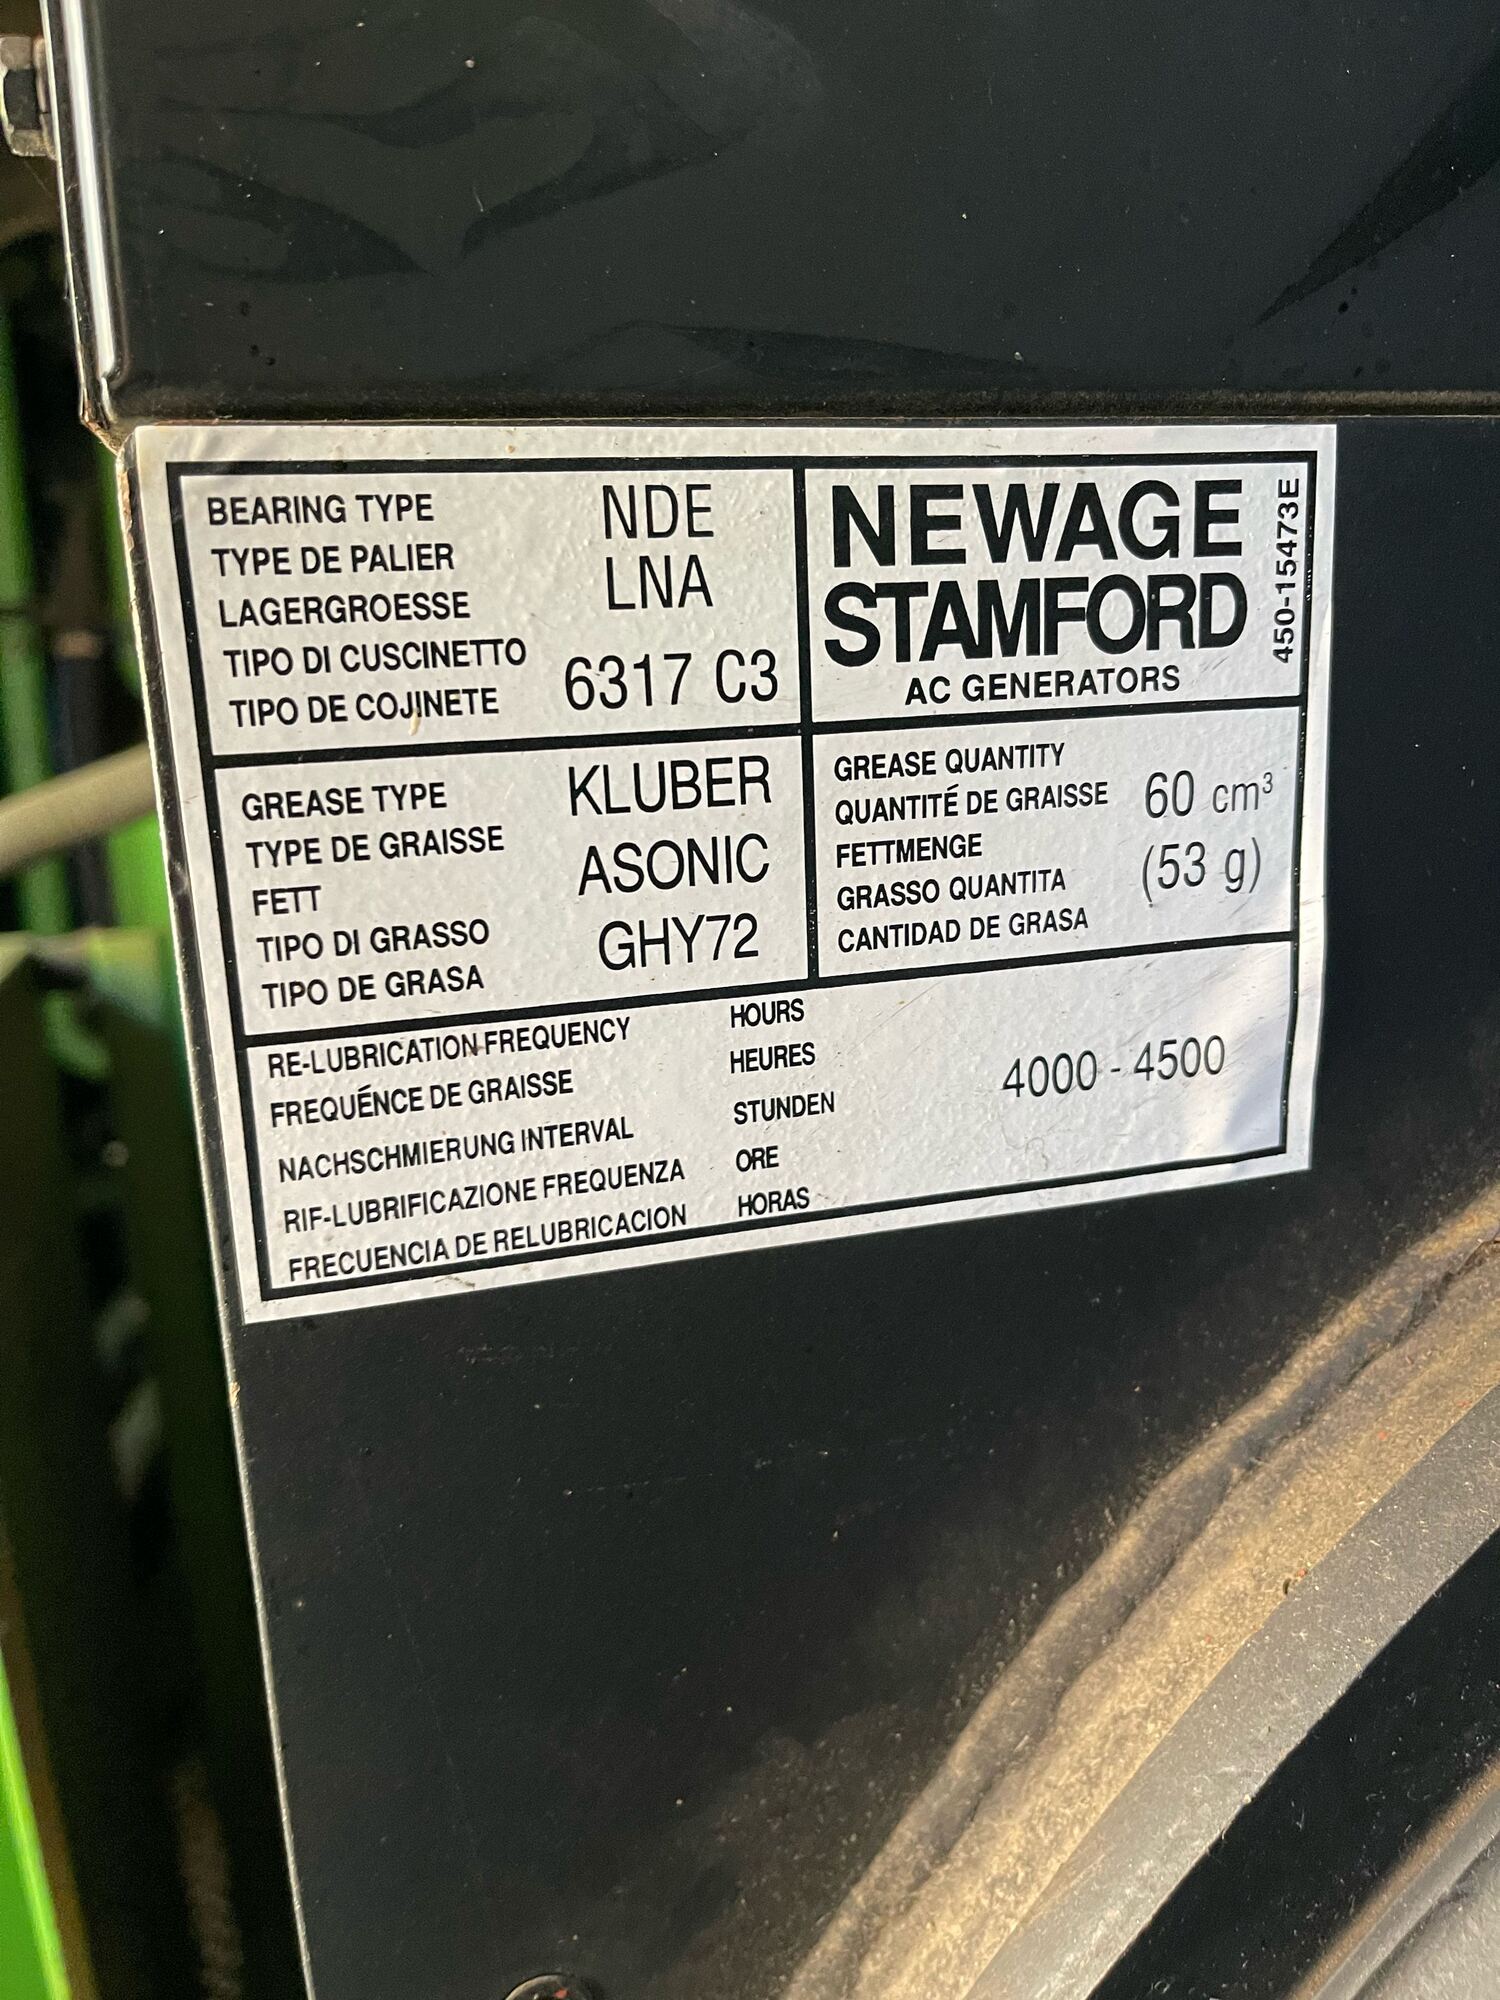 BEARING TYPE
TYPE DE PALIER
LAGERGROESSE
TIPO DI CUSCINETTO
TIPO DE COJINETE
NDE
LNA
6317 C3
NEWAGE
STAMFORD
AC GENERATORS
450-15473E
GREASE TYPE
TYPE DE GRAISSE
FETT
TIPO DI GRASSO
TIPO DE GRASA
KLUBER
ASONIC
GHY72
GREASE QUANTITY
QUANTITÉ DE GRAISSE
FETTMENGE
GRASSO QUANTITA
CANTIDAD DE GRASA
60 cm³
(53 g)
RE-LUBRICATION FREQUENCY HOURS
FREQUÉNCE DE GRAISSE HEURES
NACHSCHMIERUNG INTERVAL STUNDEN
RIF-LUBRIFICAZIONE FREQUENZA ORE
FRECUENCIA DE RELUBRICACION HORAS
4000 - 4500